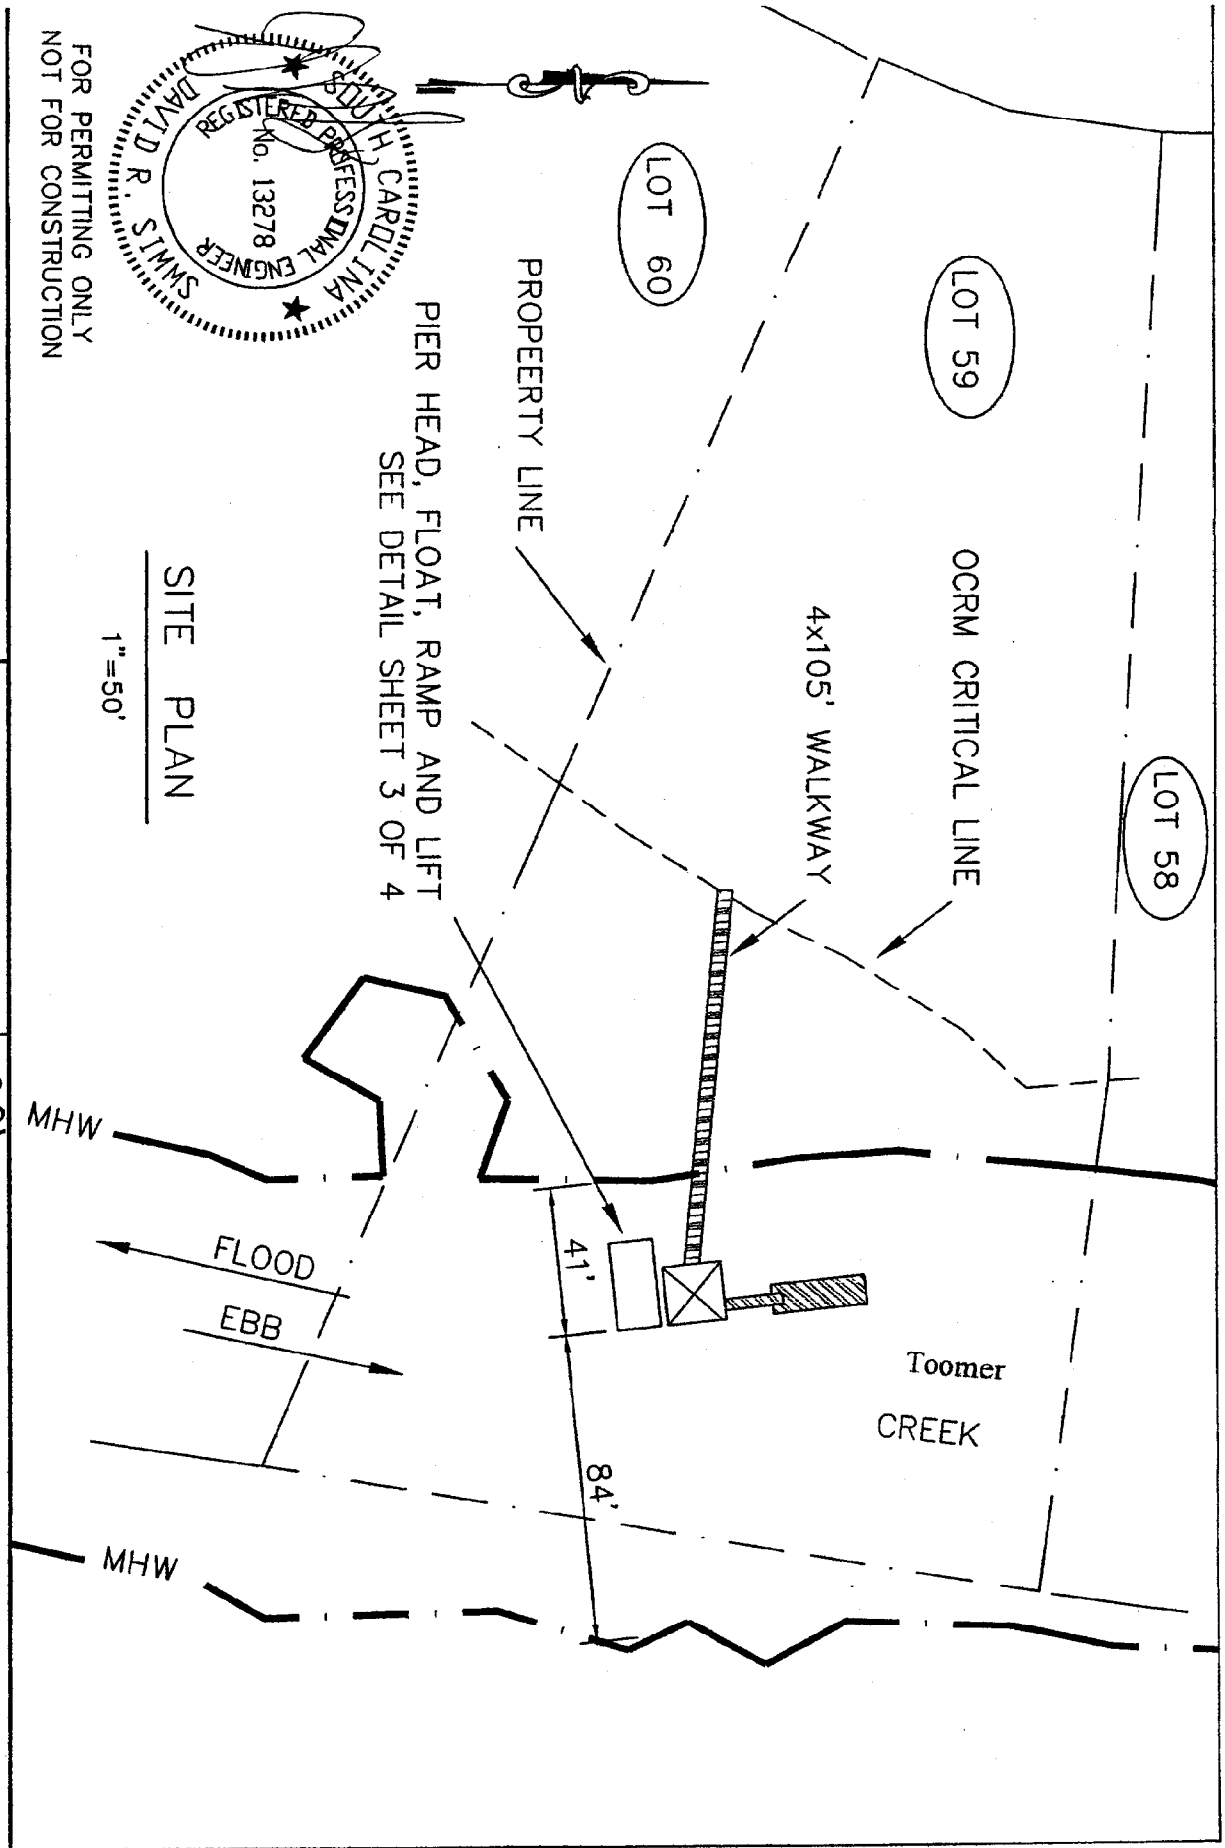 LOT 58
LOT 59
OCRM CRITICAL LINE
4x105' WALKWAY
LOT 60
PROPEERTY LINE
PIER HEAD, FLOAT, RAMP AND LIFT
SEE DETAIL SHEET 3 OF 4
41'
84'
Toomer
CREEK
FLOOD
EBB
MHW
MHW
SITE PLAN
1"=50'
SOUTH CAROLINA
REGISTERED PROFESSIONAL ENGINEER
No. 13278
DAVID R. SIMMS
FOR PERMITTING ONLY
NOT FOR CONSTRUCTION